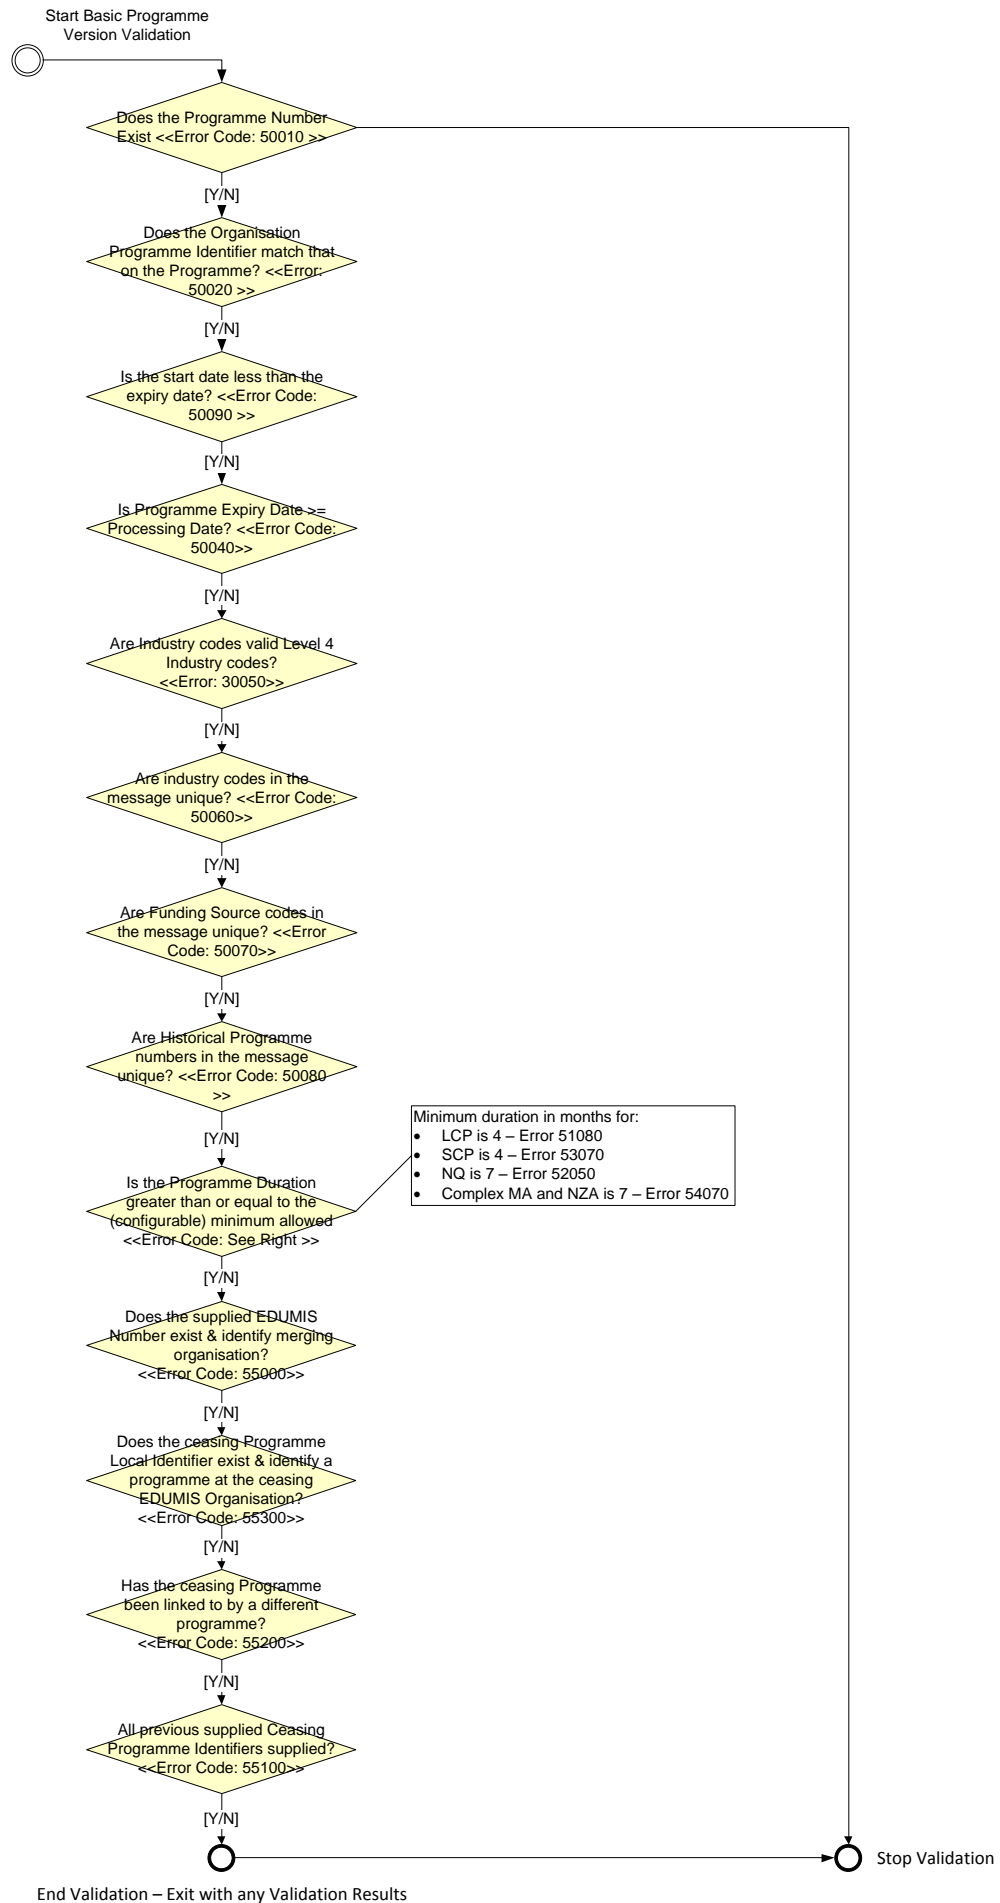 Start Basic Programme
Version Validation
Does the Programme Number
Exist <<Error Code: 50010 >>
[Y/N]
Does the Organisation
Programme Identifier match that
on the Programme? <<Error:
50020 >>
[Y/N]
Is the start date less than the
expiry date? <<Error Code:
50090 >>
[Y/N]
Is Programme Expiry Date >=
Processing Date? <<Error Code:
50040>>
[Y/N]
Are Industry codes valid Level 4
Industry codes?
<<Error: 30050>>
[Y/N]
Are industry codes in the
message unique? <<Error Code:
50060>>
[Y/N]
Are Funding Source codes in
the message unique? <<Error
Code: 50070>>
[Y/N]
Are Historical Programme
numbers in the message
unique? <<Error Code: 50080
>>
[Y/N]
Minimum duration in months for:
• LCP is 4 – Error 51080
• SCP is 4 – Error 53070
• NQ is 7 – Error 52050
• Complex MA and NZA is 7 – Error 54070
Is the Programme Duration
greater than or equal to the
(configurable) minimum allowed
<<Error Code: See Right >>
[Y/N]
Does the supplied EDUMIS
Number exist & identify merging
organisation?
<<Error Code: 55000>>
[Y/N]
Does the ceasing Programme
Local Identifier exist & identify a
programme at the ceasing
EDUMIS Organisation?
<<Error Code: 55300>>
[Y/N]
Has the ceasing Programme
been linked to by a different
programme?
<<Error Code: 55200>>
[Y/N]
All previous supplied Ceasing
Programme Identifiers supplied?
<<Error Code: 55100>>
[Y/N]
Stop Validation
End Validation – Exit with any Validation Results